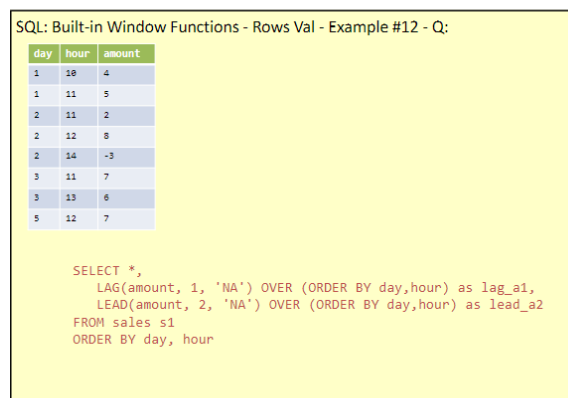 SQL: Built-in Window Functions - Rows Val - Example #12 - Q:
day hour amount
1 10 4
1 11 5
2 11 2
2 12 8
2 14 -3
3 11 7
3 13 6
5 12 7
SELECT *,
LAG(amount, 1, 'NA') OVER (ORDER BY day,hour) as lag_a1,
LEAD(amount, 2, 'NA') OVER (ORDER BY day,hour) as lead_a2
FROM sales s1
ORDER BY day, hour